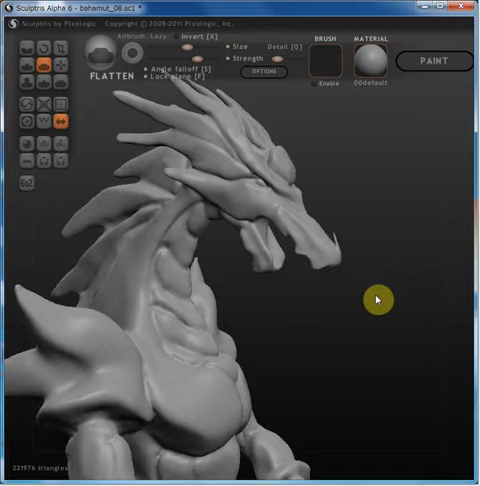 Sculptris Alpha 6 - bahamut_08.sc1 *
Sculptris by Pixologic Copyright © 2009-2011 Pixologic, Inc.
Airbrush Lazy Invert [X]
Size Detail [Q]
Strength
Angle falloff [S]
Lock plane [F]
OPTIONS
FLATTEN
BRUSH
Enable
MATERIAL
00default
PAINT
GoZ
221976 triangles